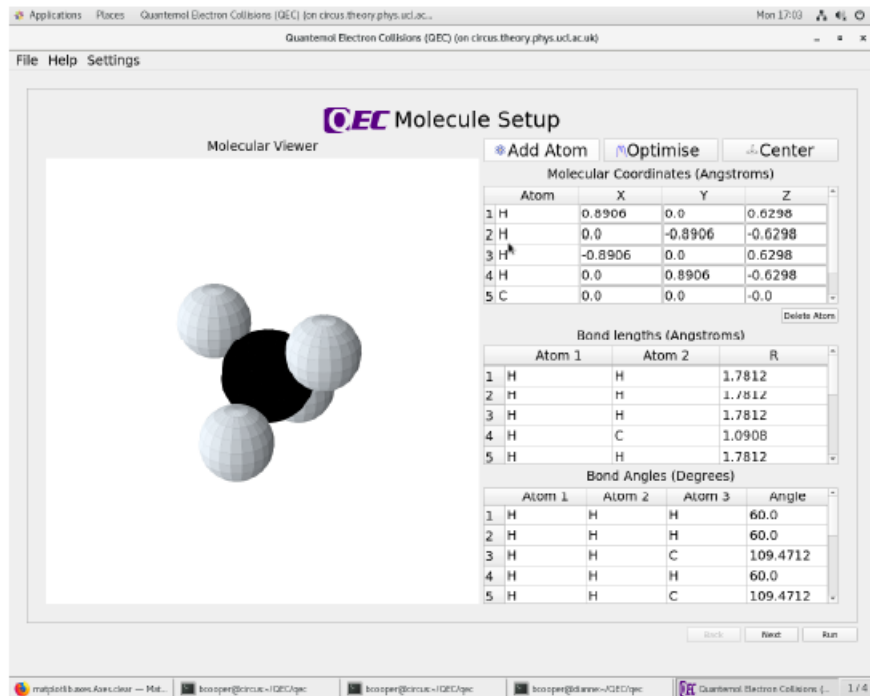 Applications Places Quantemol Electron Collisions (QEC) (on circus.theory.phys.ucl.ac... Mon 17:03
Quantemol Electron Collisions (QEC) (on circus.theory.phys.ucl.ac.uk)
File Help Settings
QEC Molecule Setup
Molecular Viewer
Add Atom Optimise Center
Molecular Coordinates (Angstroms)
Atom X Y Z
1 H 0.8906 0.0 0.6298
2 H 0.0 -0.8906 -0.6298
3 H -0.8906 0.0 0.6298
4 H 0.0 0.8906 -0.6298
5 C 0.0 0.0 -0.0
Delete Atom
Bond lengths (Angstroms)
Atom 1 Atom 2 R
1 H H 1.7812
2 H H 1.7812
3 H H 1.7812
4 H C 1.0908
5 H H 1.7812
Bond Angles (Degrees)
Atom 1 Atom 2 Atom 3 Angle
1 H H H 60.0
2 H H H 60.0
3 H H C 109.4712
4 H H H 60.0
5 H H C 109.4712
Back Next Run
matplotlib.axes.Axes.clear — Mat... bcooper@circus:~/QEC/qec bcooper@circus:~/QEC/qec bcooper@dianne:~/QEC/qec Quantemol Electron Collisions (... 1 / 4